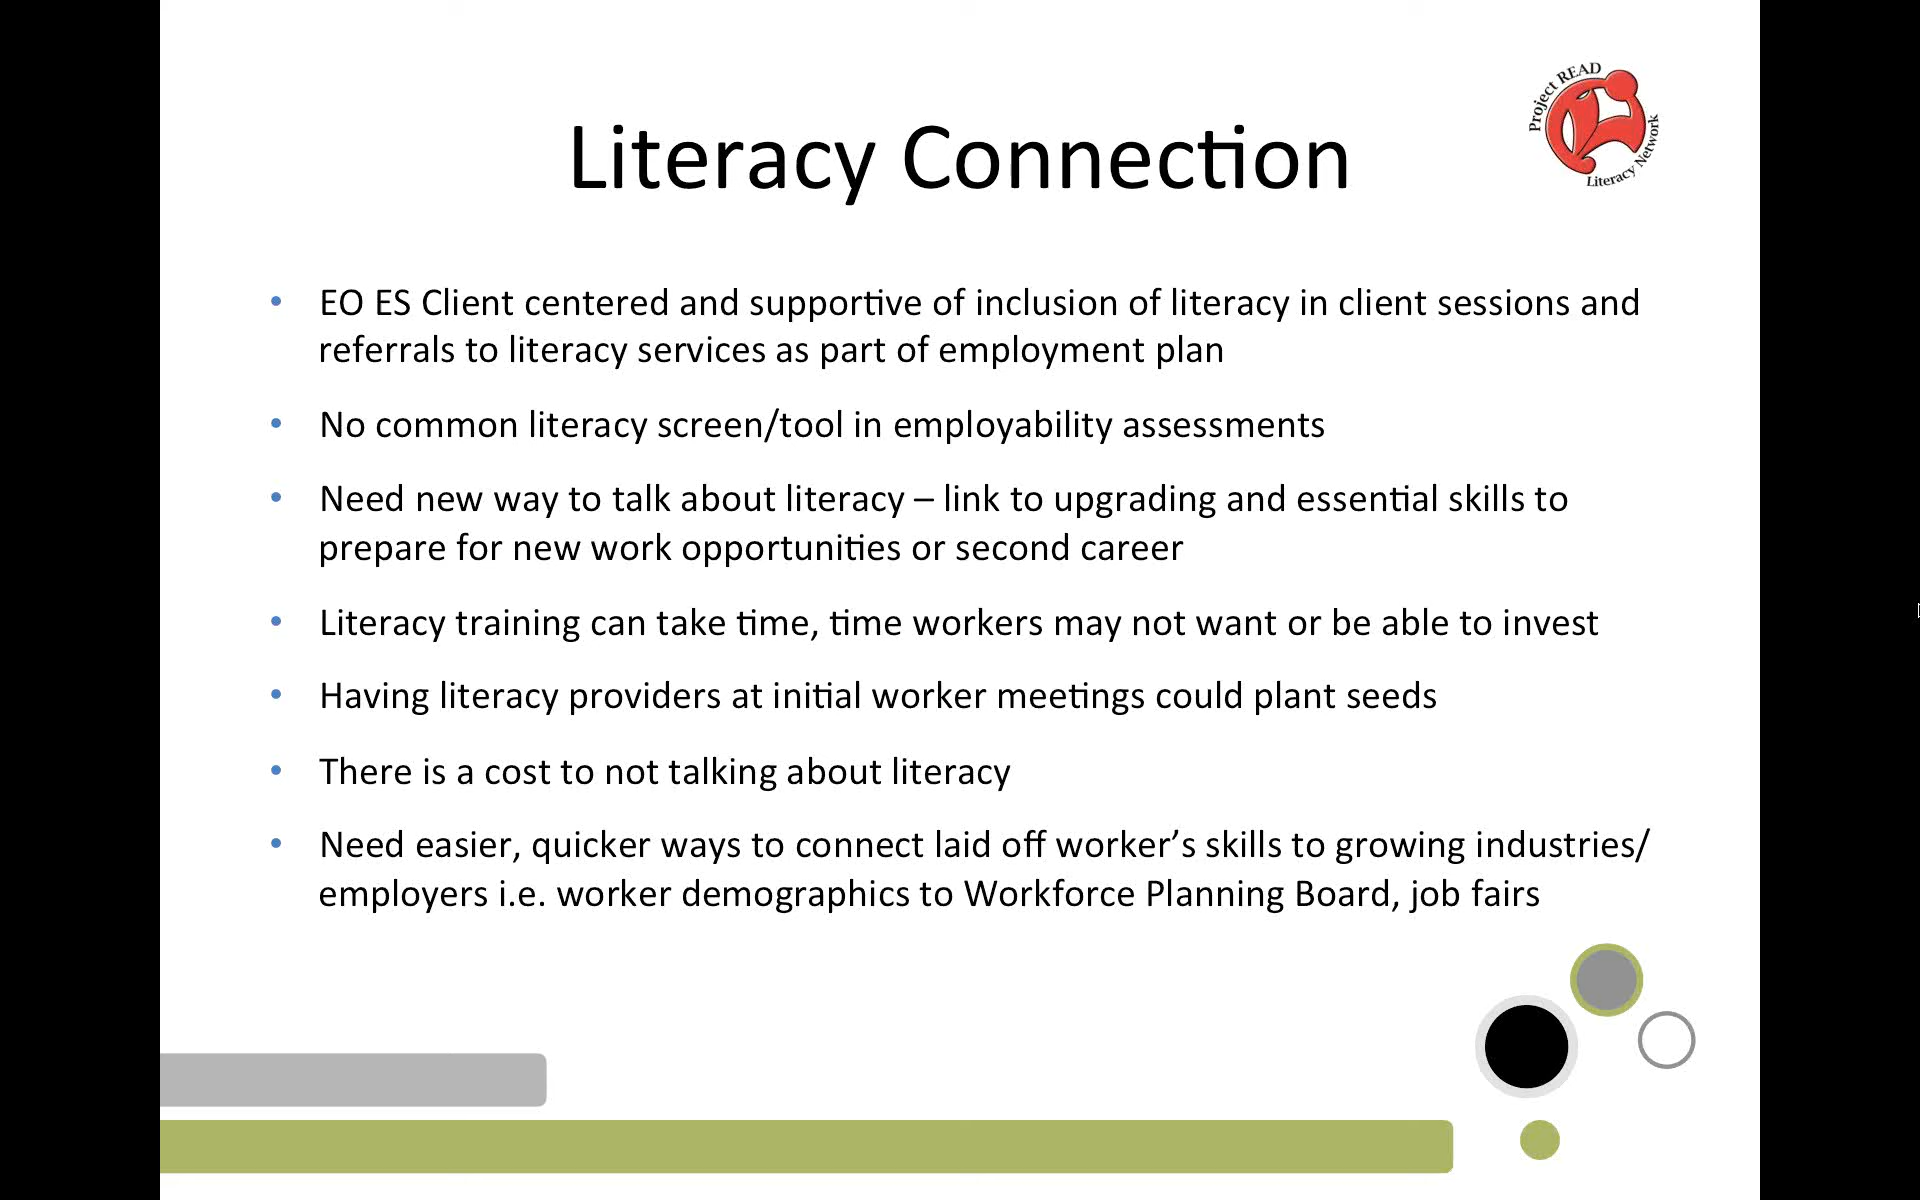 Project READ
Literacy Network
Literacy Connection
• EO ES Client centered and supportive of inclusion of literacy in client sessions and
referrals to literacy services as part of employment plan
• No common literacy screen/tool in employability assessments
• Need new way to talk about literacy – link to upgrading and essential skills to
prepare for new work opportunities or second career
• Literacy training can take time, time workers may not want or be able to invest
• Having literacy providers at initial worker meetings could plant seeds
• There is a cost to not talking about literacy
• Need easier, quicker ways to connect laid off worker’s skills to growing industries/
employers i.e. worker demographics to Workforce Planning Board, job fairs